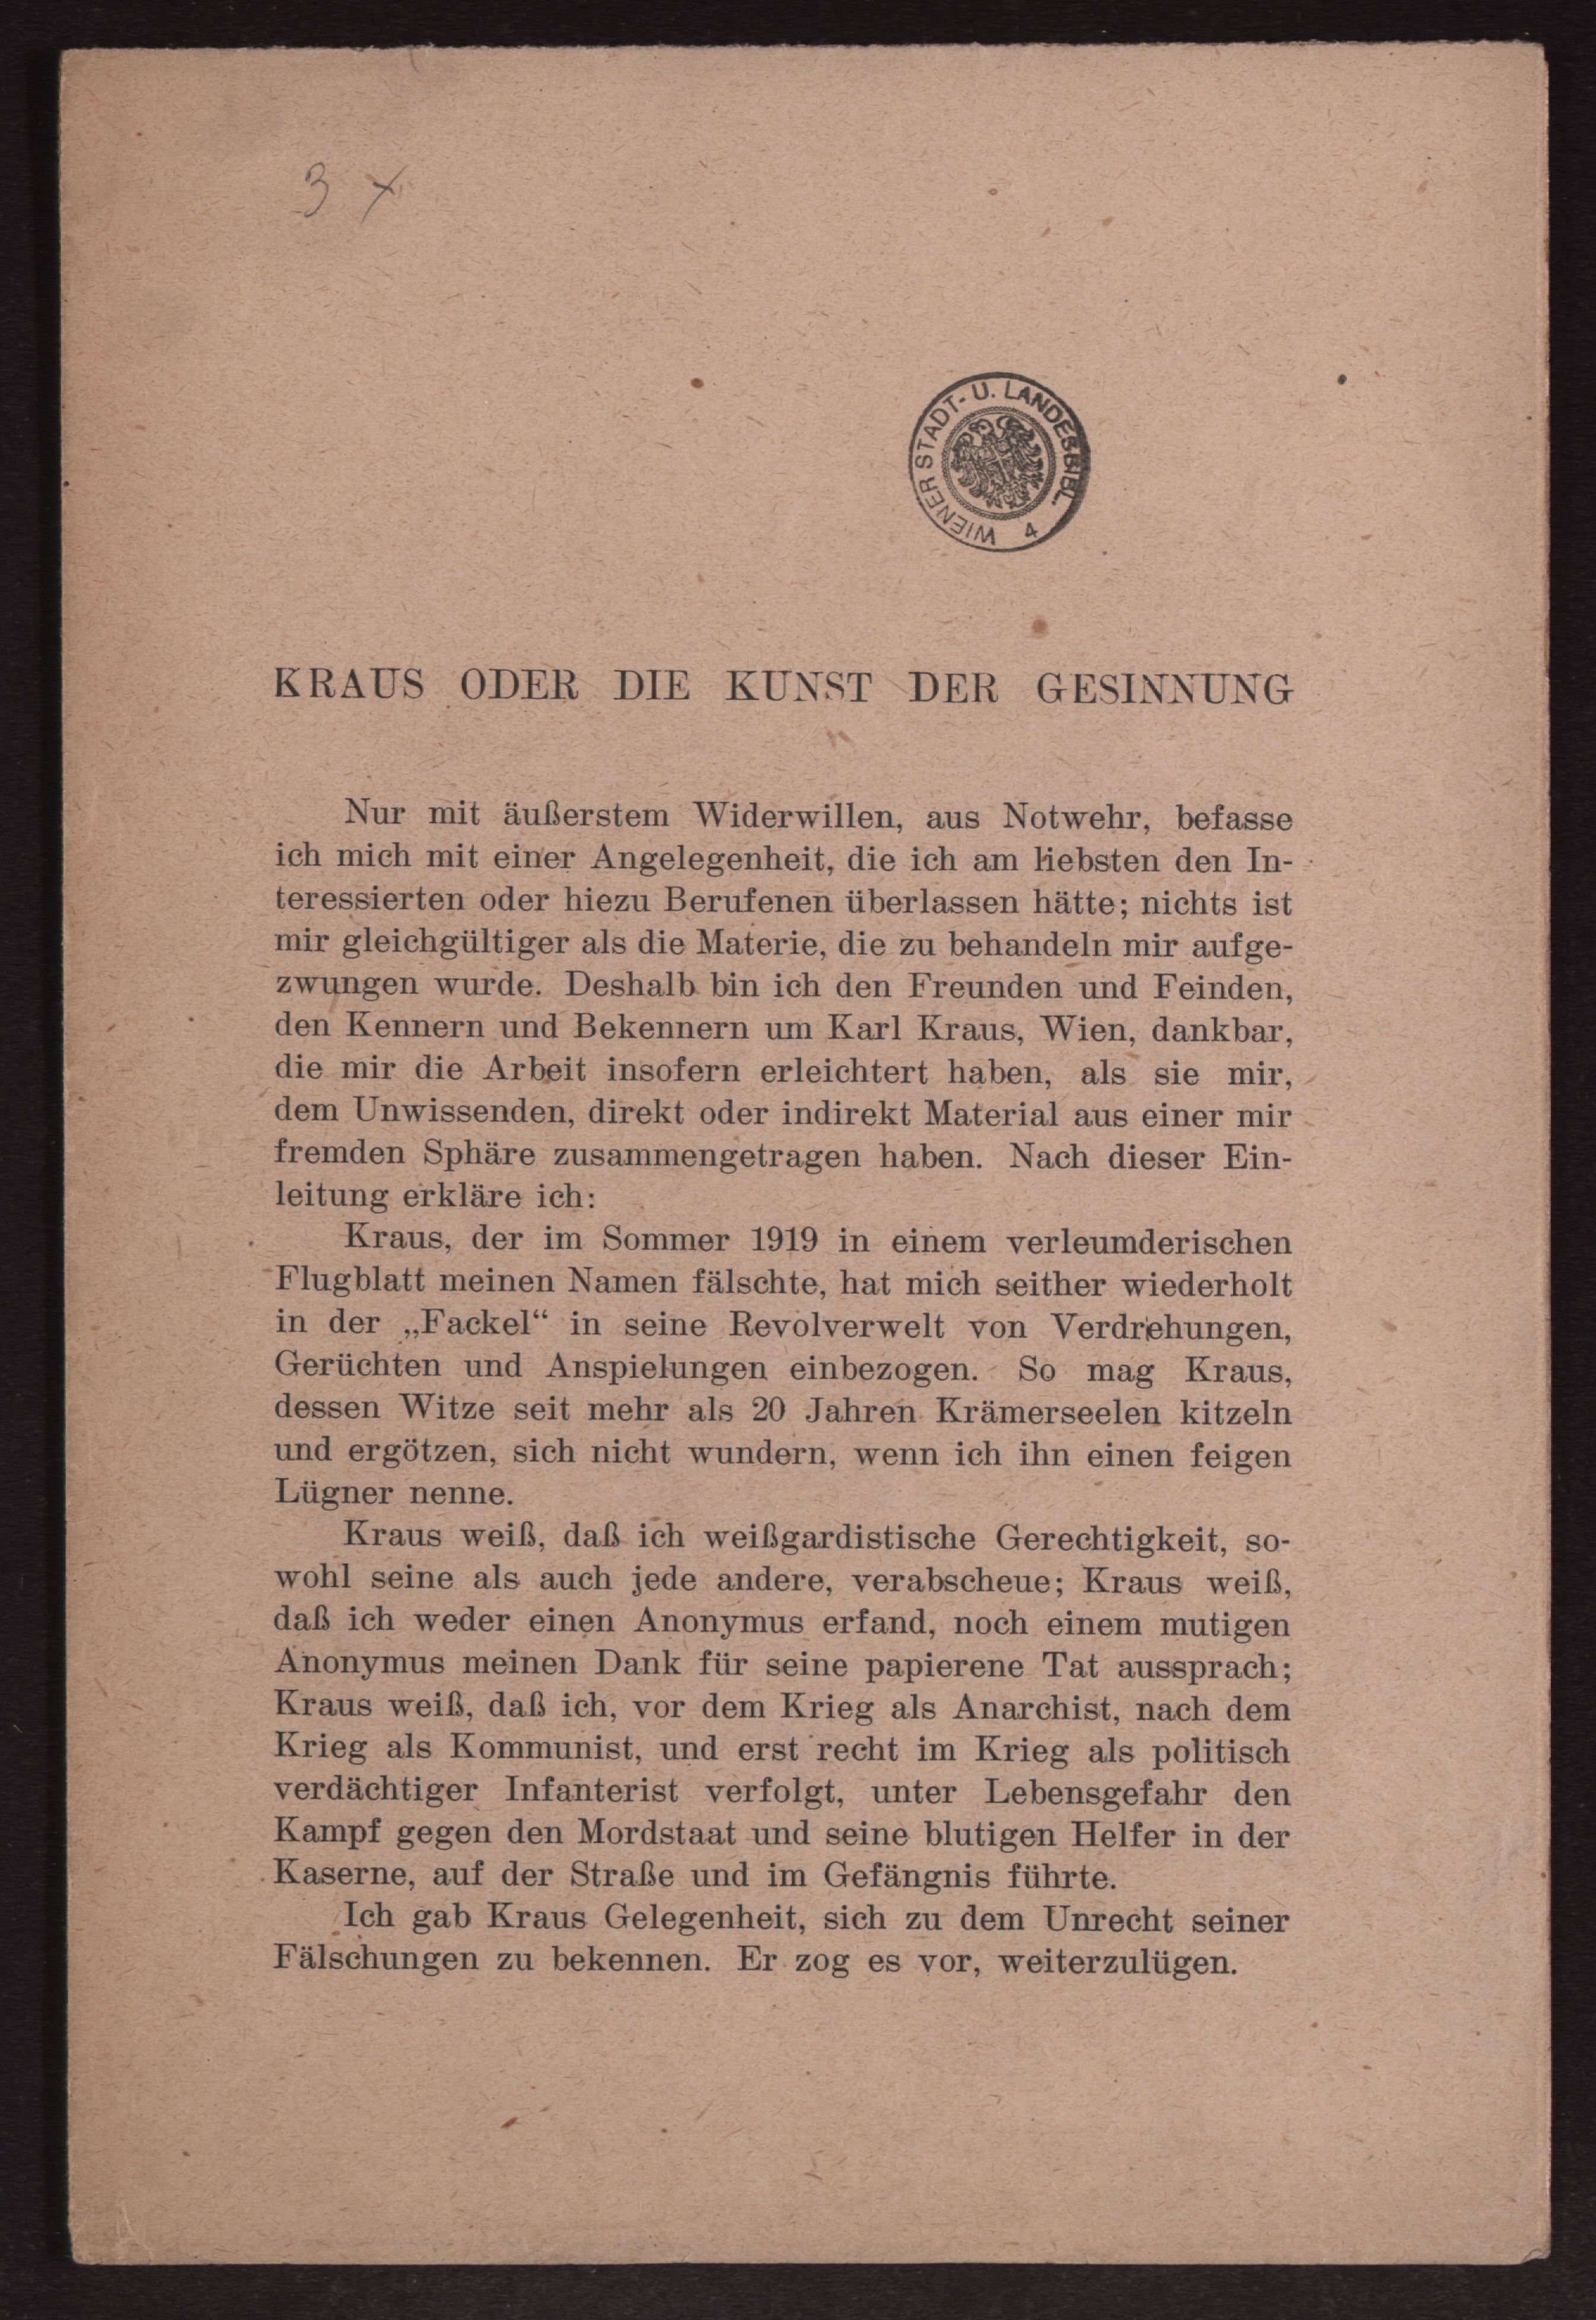 3 x
WIENER STADT- U. LANDESBIBL. 4
KRAUS ODER DIE KUNST DER GESINNUNG
Nur mit äußerstem Widerwillen, aus Notwehr, befasse
ich mich mit einer Angelegenheit, die ich am liebsten den In-
teressierten oder hiezu Berufenen überlassen hätte; nichts ist
mir gleichgültiger als die Materie, die zu behandeln mir aufge-
zwungen wurde. Deshalb bin ich den Freunden und Feinden,
den Kennern und Bekennern um Karl Kraus, Wien, dankbar,
die mir die Arbeit insofern erleichtert haben, als sie mir,
dem Unwissenden, direkt oder indirekt Material aus einer mir
fremden Sphäre zusammengetragen haben. Nach dieser Ein-
leitung erkläre ich:
Kraus, der im Sommer 1919 in einem verleumderischen
Flugblatt meinen Namen fälschte, hat mich seither wiederholt
in der „Fackel“ in seine Revolverwelt von Verdrehungen,
Gerüchten und Anspielungen einbezogen. So mag Kraus,
dessen Witze seit mehr als 20 Jahren Krämerseelen kitzeln
und ergötzen, sich nicht wundern, wenn ich ihn einen feigen
Lügner nenne.
Kraus weiß, daß ich weißgardistische Gerechtigkeit, so-
wohl seine als auch jede andere, verabscheue; Kraus weiß,
daß ich weder einen Anonymus erfand, noch einem mutigen
Anonymus meinen Dank für seine papierene Tat aussprach;
Kraus weiß, daß ich, vor dem Krieg als Anarchist, nach dem
Krieg als Kommunist, und erst recht im Krieg als politisch
verdächtiger Infanterist verfolgt, unter Lebensgefahr den
Kampf gegen den Mordstaat und seine blutigen Helfer in der
Kaserne, auf der Straße und im Gefängnis führte.
Ich gab Kraus Gelegenheit, sich zu dem Unrecht seiner
Fälschungen zu bekennen. Er zog es vor, weiterzulügen.